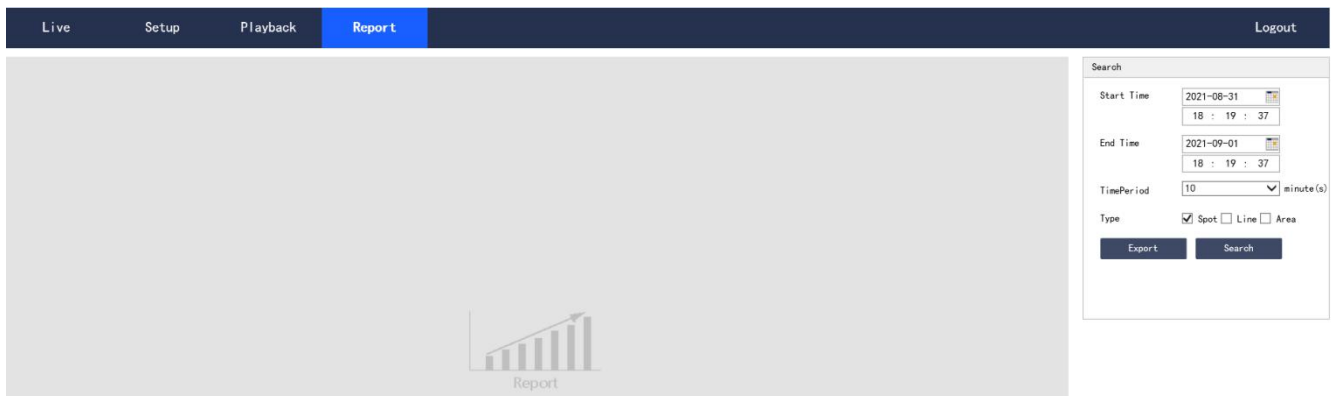 Live Setup Playback Report Logout
Search
Start Time 2021-08-31
18 : 19 : 37
End Time 2021-09-01
18 : 19 : 37
TimePeriod 10 minute(s)
Type Spot Line Area
Export Search
Report